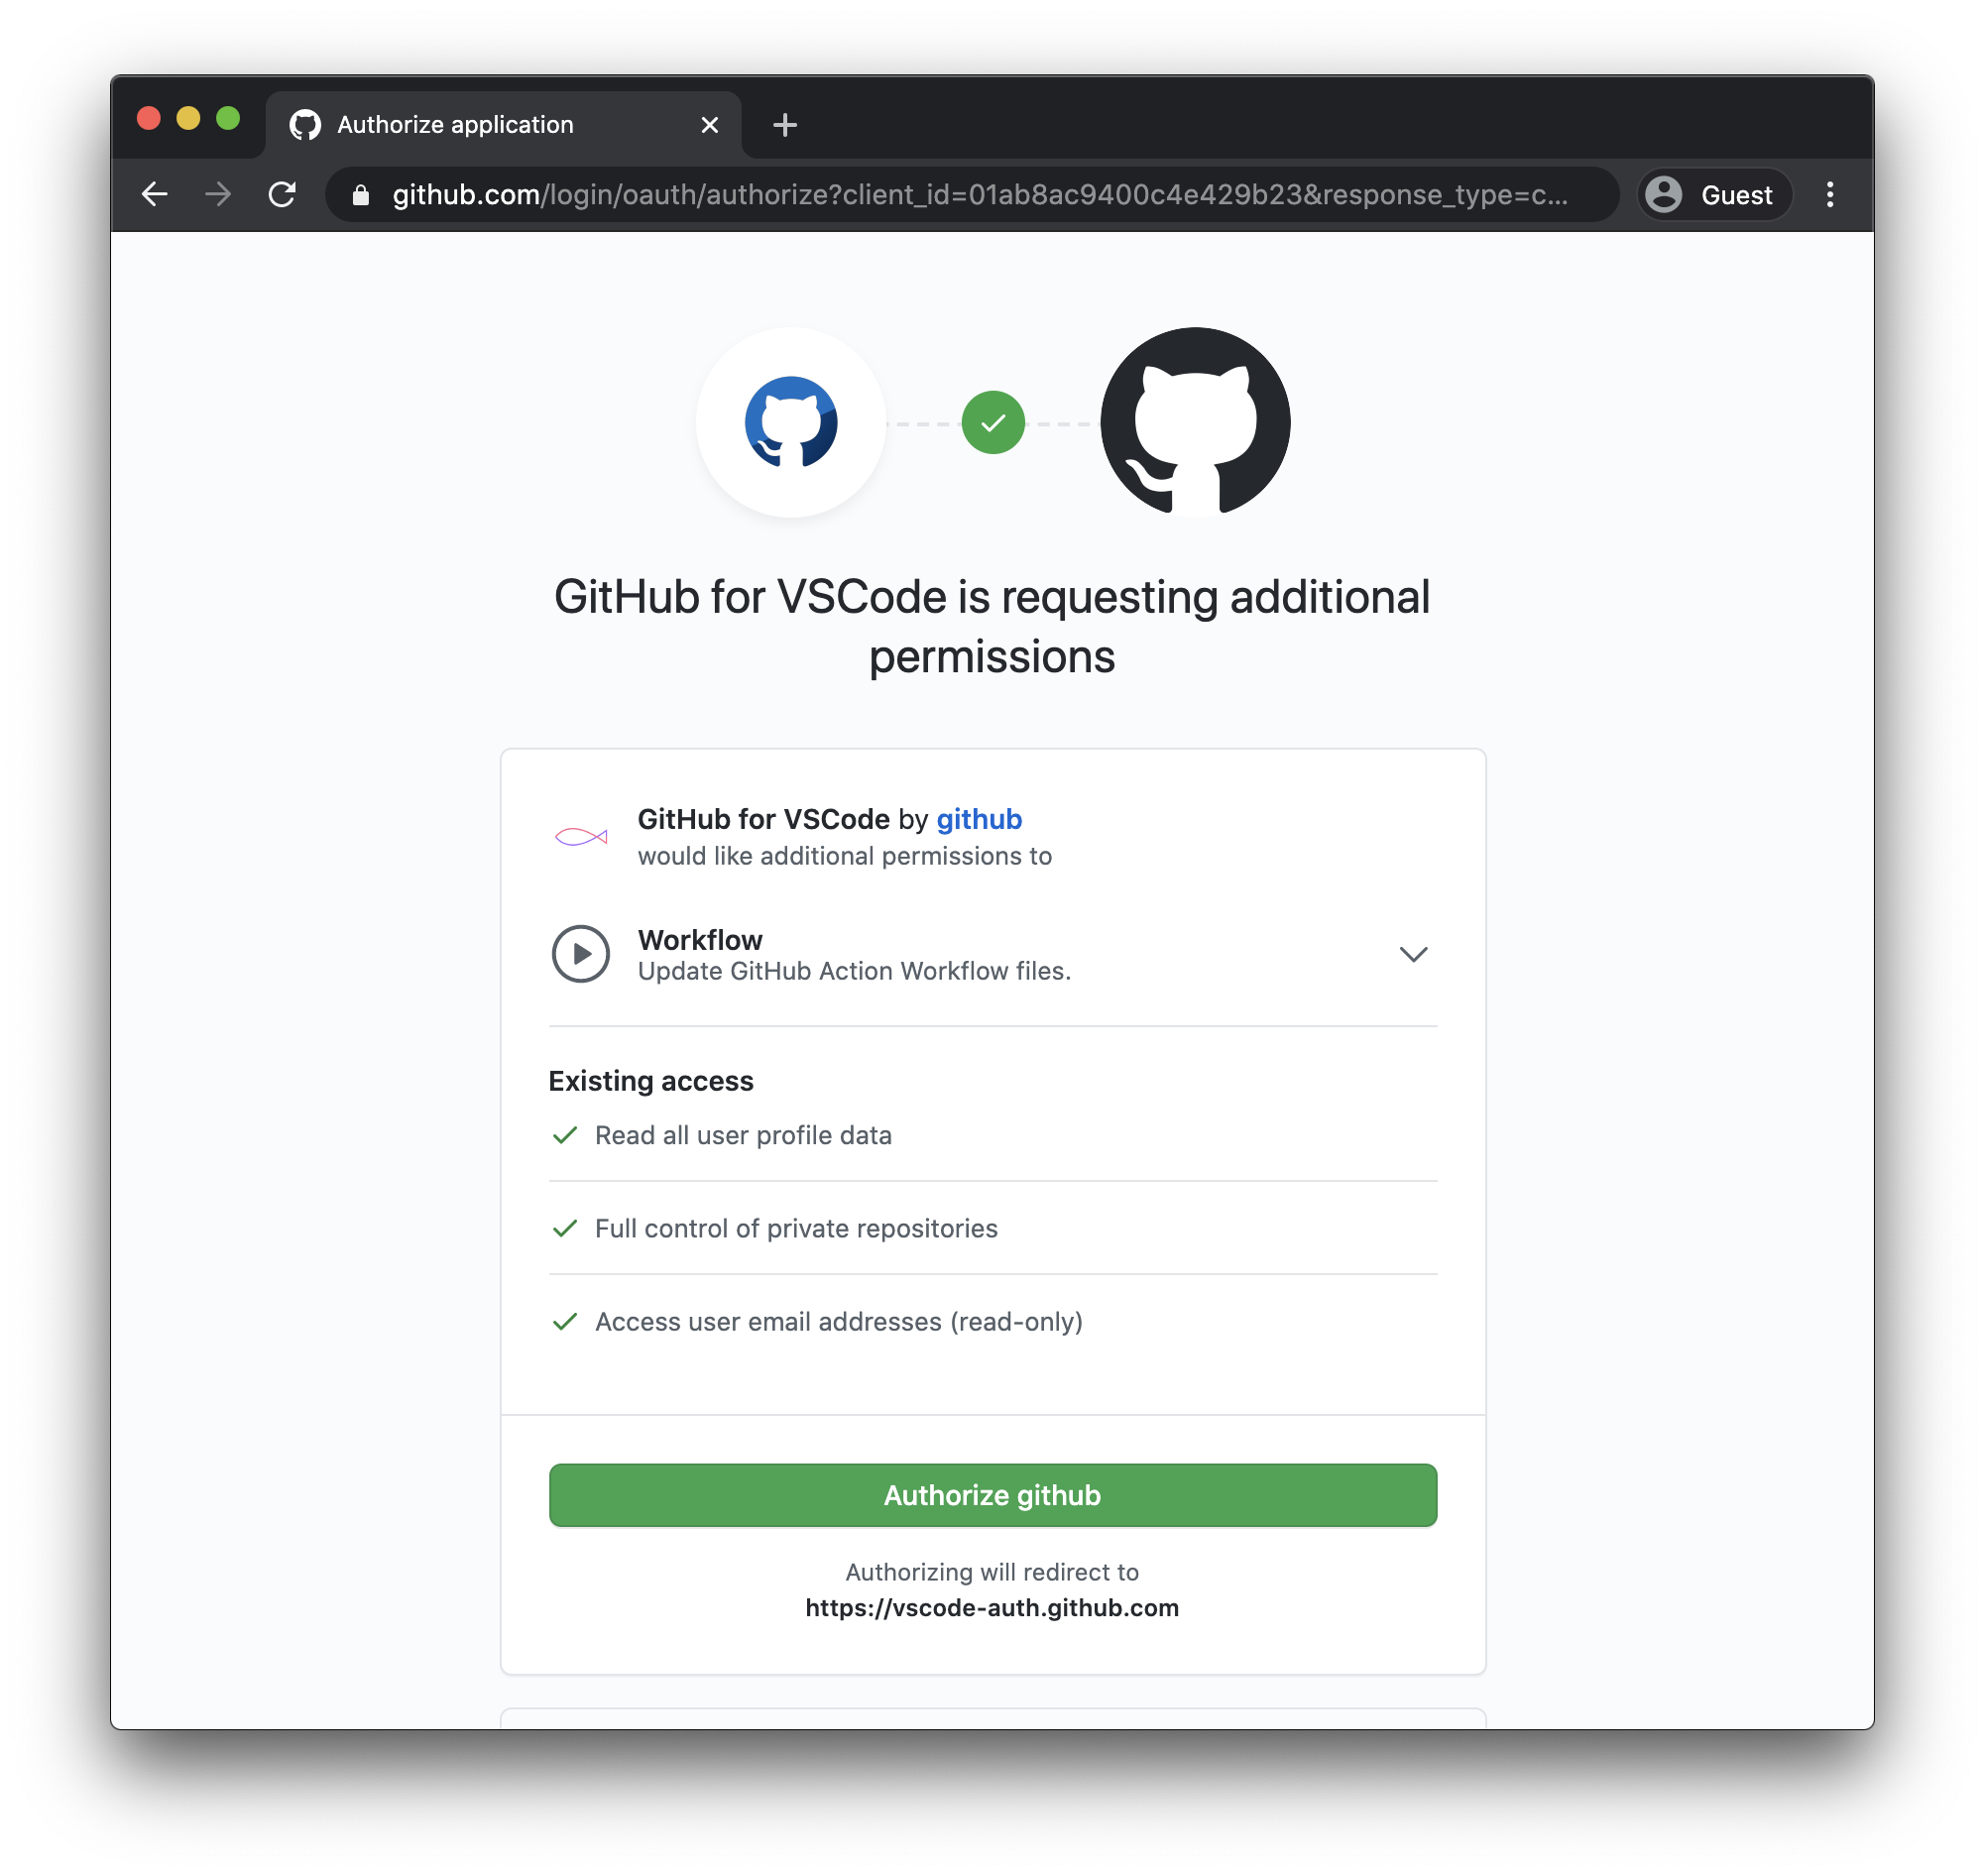 Authorize application
github.com/login/oauth/authorize?client_id=01ab8ac9400c4e429b23&response_type=c...
Guest
GitHub for VSCode is requesting additional
permissions
GitHub for VSCode by github
would like additional permissions to
Workflow
Update GitHub Action Workflow files.
Existing access
Read all user profile data
Full control of private repositories
Access user email addresses (read-only)
Authorize github
Authorizing will redirect to
https://vscode-auth.github.com